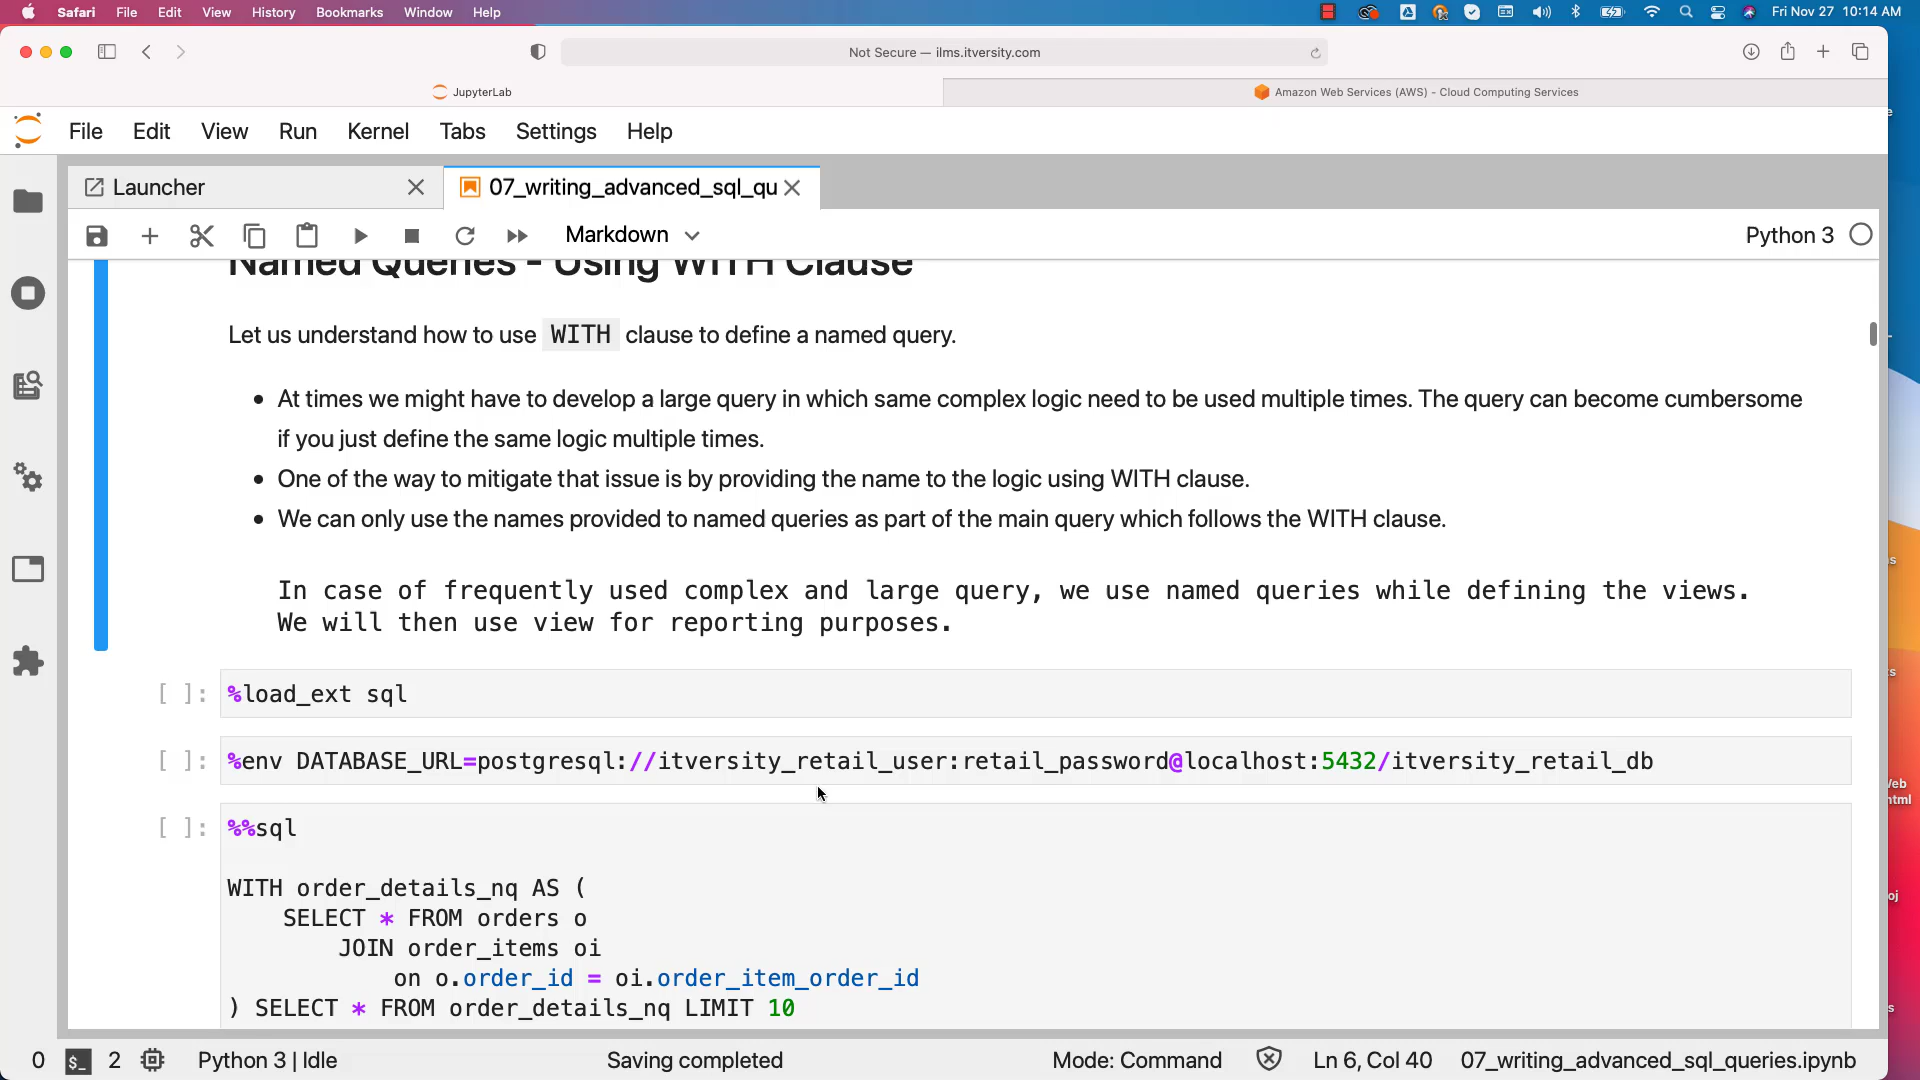 Safari File Edit View History Bookmarks Window Help Fri Nov 27 10:14 AM
Not Secure — ilms.itversity.com
JupyterLab Amazon Web Services (AWS) - Cloud Computing Services
File Edit View Run Kernel Tabs Settings Help
Launcher 07_writing_advanced_sql_qu
Markdown Python 3
Named Queries - Using WITH Clause
Let us understand how to use WITH clause to define a named query.
• At times we might have to develop a large query in which same complex logic need to be used multiple times. The query can become cumbersome
if you just define the same logic multiple times.
• One of the way to mitigate that issue is by providing the name to the logic using WITH clause.
• We can only use the names provided to named queries as part of the main query which follows the WITH clause.
In case of frequently used complex and large query, we use named queries while defining the views.
We will then use view for reporting purposes.
[ ]: %load_ext sql
[ ]: %env DATABASE_URL=postgresql://itversity_retail_user:retail_password@localhost:5432/itversity_retail_db
[ ]: %%sql
WITH order_details_nq AS (
SELECT * FROM orders o
JOIN order_items oi
on o.order_id = oi.order_item_order_id
) SELECT * FROM order_details_nq LIMIT 10
0 2 Python 3 | Idle Saving completed Mode: Command Ln 6, Col 40 07_writing_advanced_sql_queries.ipynb